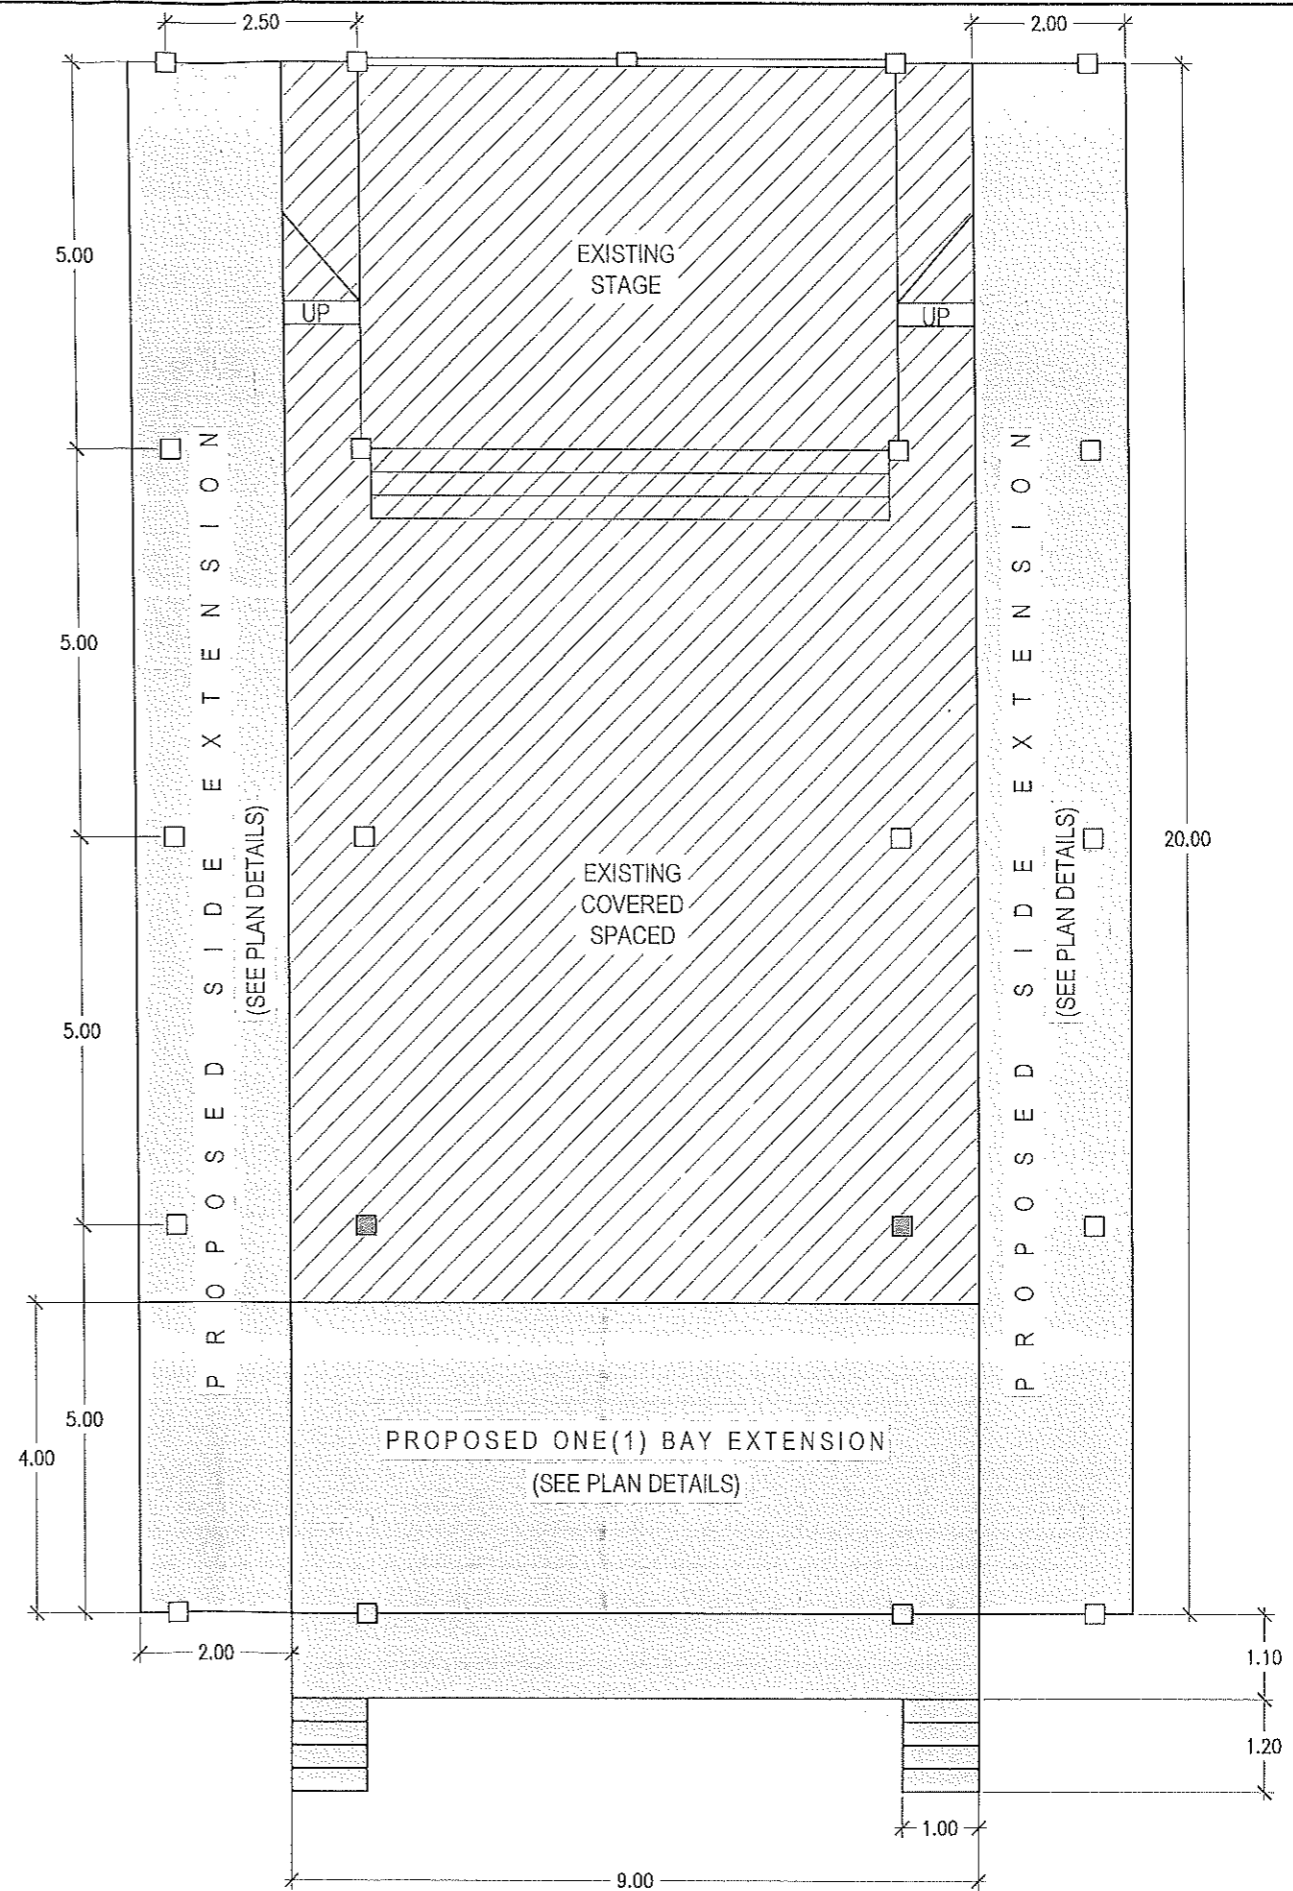 2.50
2.00
5.00
EXISTING
STAGE
UP
UP
5.00
20.00
PROPOSED SIDE EXTENSION
(SEE PLAN DETAILS)
EXISTING
COVERED
SPACED
PROPOSED SIDE EXTENSION
(SEE PLAN DETAILS)
5.00
5.00
4.00
PROPOSED ONE(1) BAY EXTENSION
(SEE PLAN DETAILS)
2.00
1.10
1.20
1.00
9.00